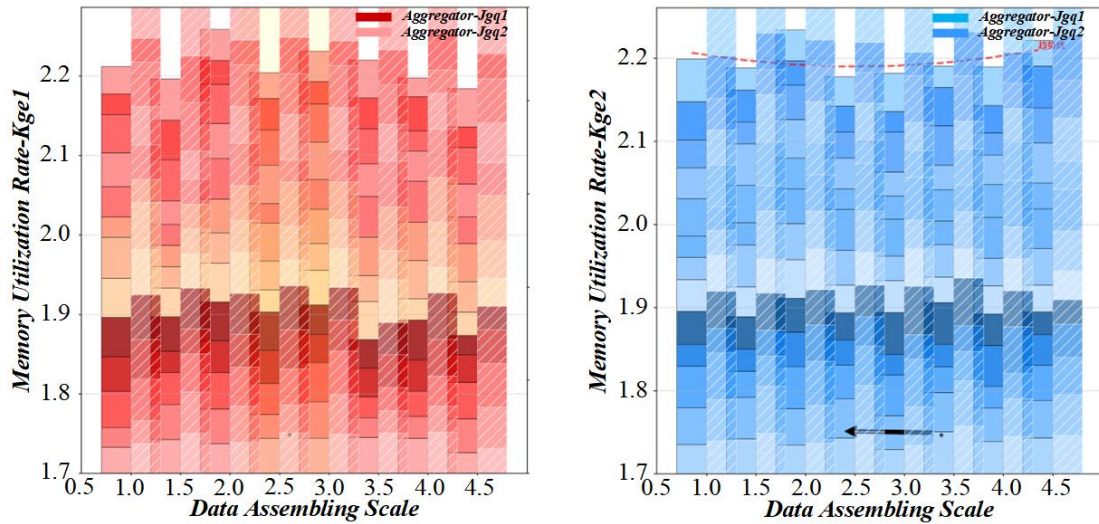 Aggregator-Jgq1
Aggregator-Jgq2
2.2
2.1
2.0
1.9
1.8
1.7
0.5 1.0 1.5 2.0 2.5 3.0 3.5 4.0 4.5
Memory Utilization Rate-Kge1
Data Assembling Scale
Aggregator-Jgq1
Aggregator-Jgq2
趋势线
2.2
2.1
2.0
1.9
1.8
1.7
0.5 1.0 1.5 2.0 2.5 3.0 3.5 4.0 4.5
Memory Utilization Rate-Kge2
Data Assembling Scale